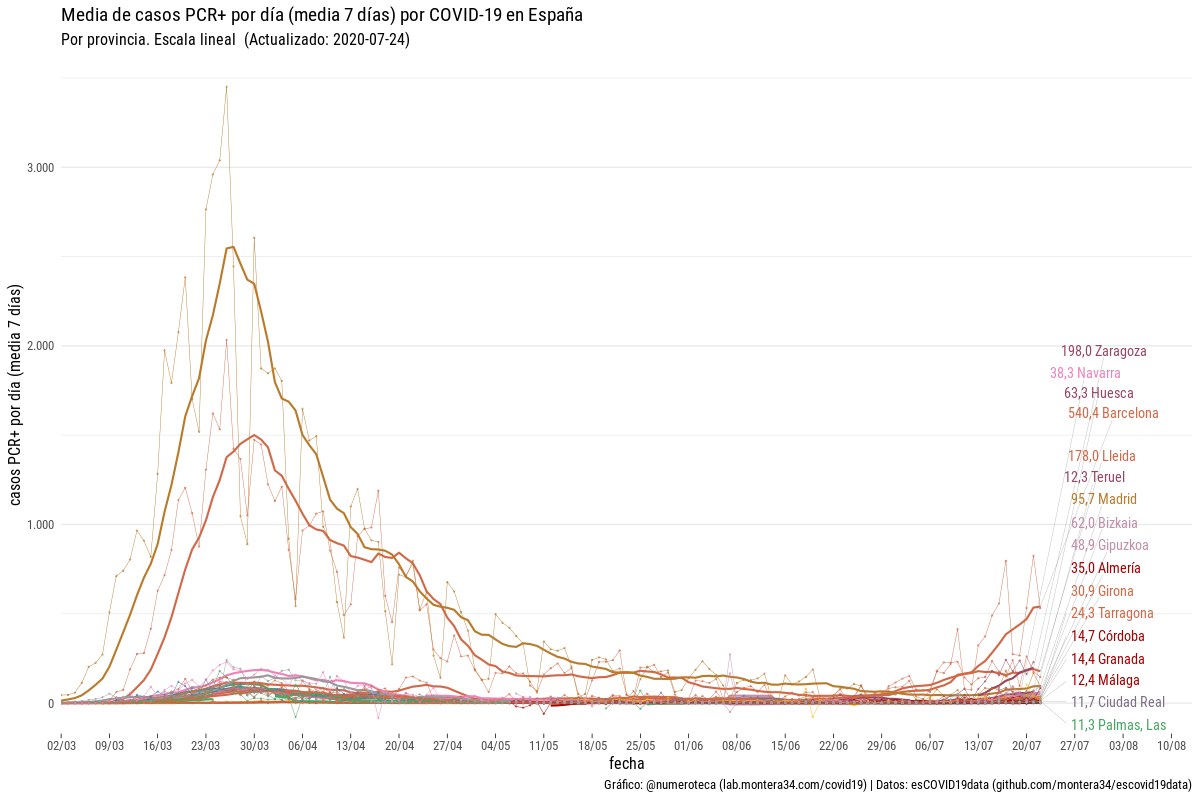 Media de casos PCR+ por día (media 7 días) por COVID-19 en España
Por provincia. Escala lineal (Actualizado: 2020-07-24)
casos PCR+ por día (media 7 días)
3.000
2.000
1.000
0
198,0 Zaragoza
38,3 Navarra
63,3 Huesca
540,4 Barcelona
178,0 Lleida
12,3 Teruel
95,7 Madrid
62,0 Bizkaia
48,9 Gipuzkoa
35,0 Almería
30,9 Girona
24,3 Tarragona
14,7 Córdoba
14,4 Granada
12,4 Málaga
11,7 Ciudad Real
11,3 Palmas, Las
02/03 09/03 16/03 23/03 30/03 06/04 13/04 20/04 27/04 04/05 11/05 18/05 25/05 01/06 08/06 15/06 22/06 29/06 06/07 13/07 20/07 27/07 03/08 10/08
fecha
Gráfico: @numeroteca (lab.montera34.com/covid19) | Datos: esCOVID19data (github.com/montera34/escovid19data)